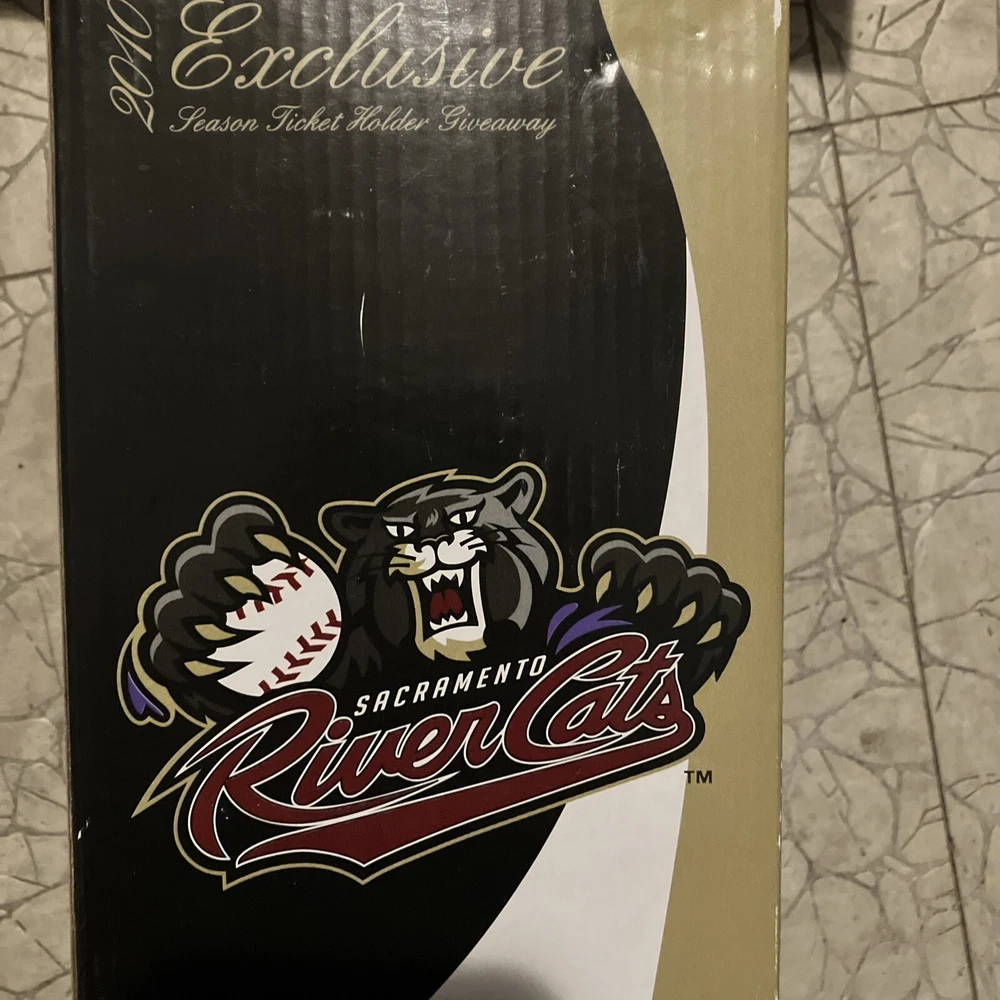 2010
Exclusive
Season Ticket Holder Giveaway
SACRAMENTO
River Cats
TM